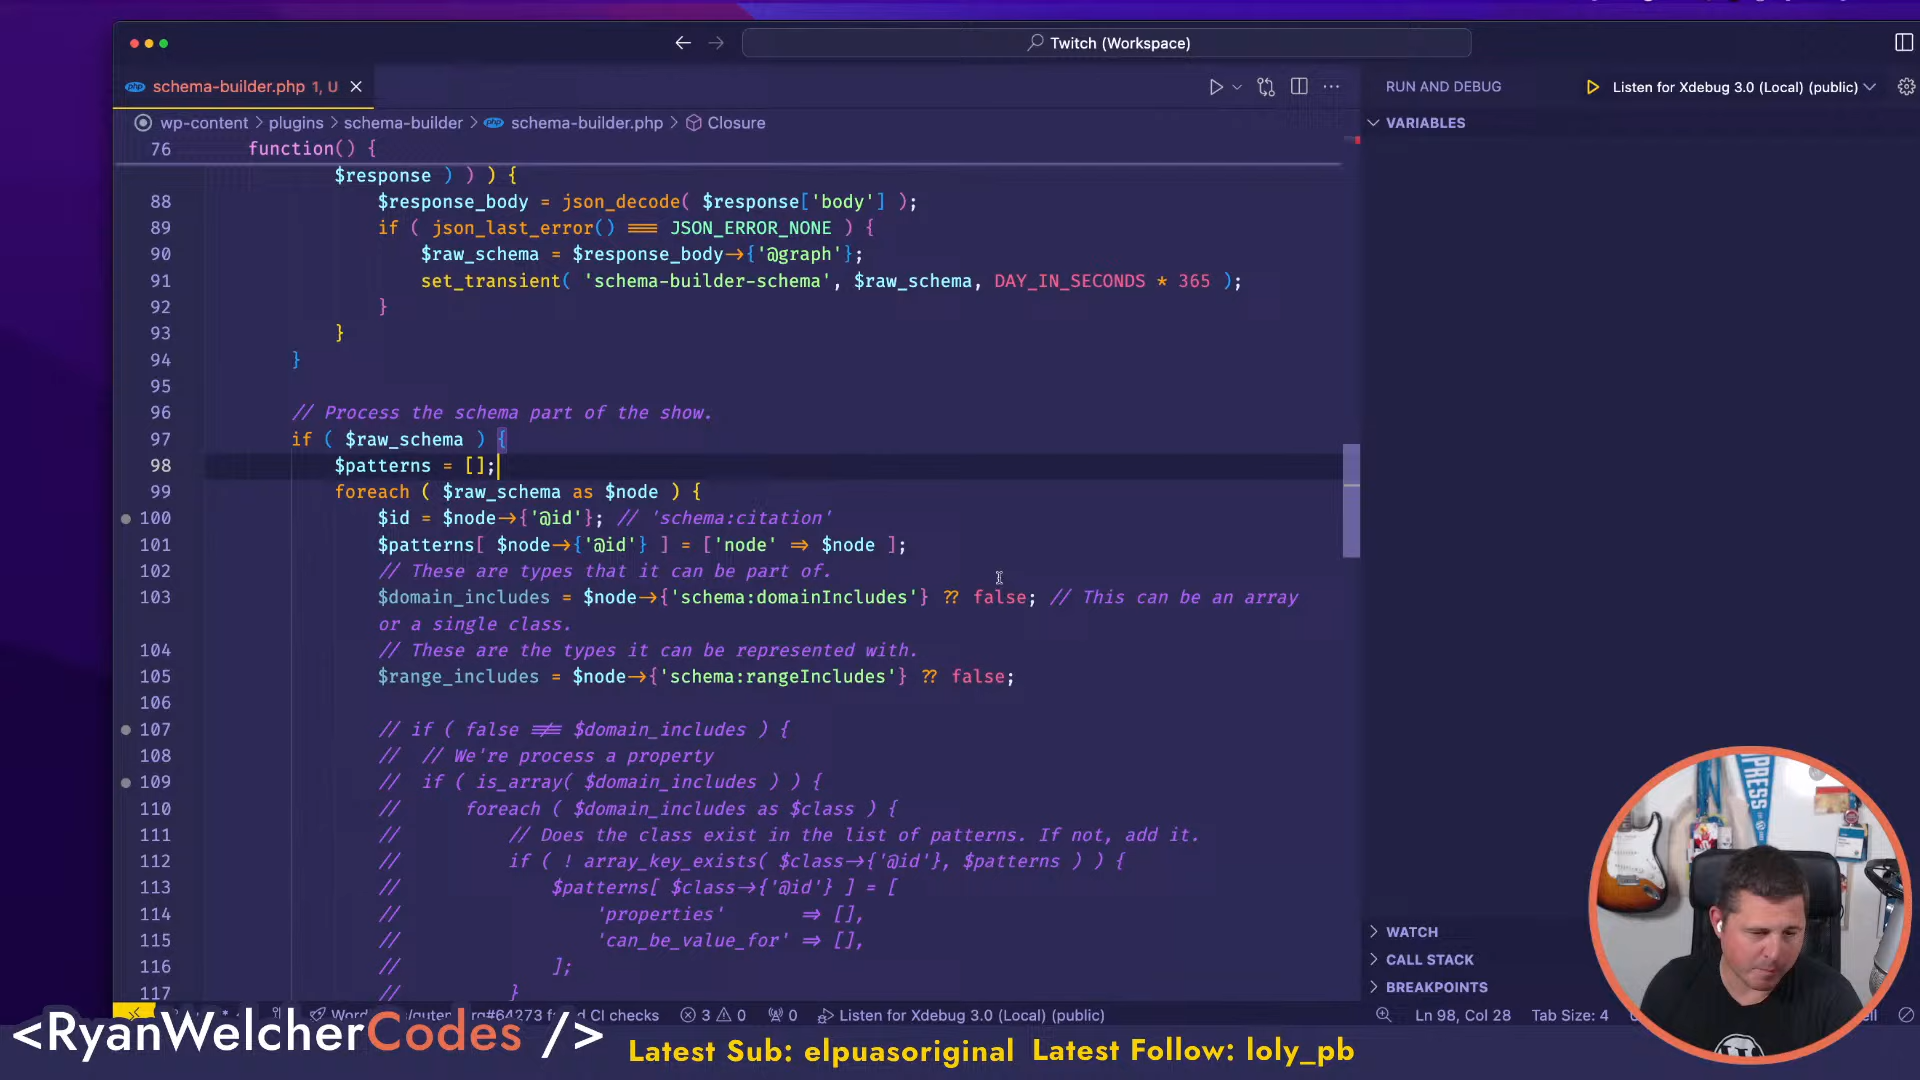 Twitch (Workspace)
schema-builder.php 1, U
RUN AND DEBUG
Listen for Xdebug 3.0 (Local) (public)
wp-content > plugins > schema-builder > schema-builder.php > Closure
VARIABLES
76 function() {
$response ) ) ) {
88 $response_body = json_decode( $response['body'] );
89 if ( json_last_error() === JSON_ERROR_NONE ) {
90 $raw_schema = $response_body->{'@graph'};
91 set_transient( 'schema-builder-schema', $raw_schema, DAY_IN_SECONDS * 365 );
92 }
93 }
94 }
95
96 // Process the schema part of the show.
97 if ( $raw_schema ) {
98 $patterns = [];
99 foreach ( $raw_schema as $node ) {
100 $id = $node->{'@id'}; // 'schema:citation'
101 $patterns[ $node->{'@id'} ] = ['node' => $node ];
102 // These are types that it can be part of.
103 $domain_includes = $node->{'schema:domainIncludes'} ?? false; // This can be an array
or a single class.
104 // These are the types it can be represented with.
105 $range_includes = $node->{'schema:rangeIncludes'} ?? false;
106
107 // if ( false !== $domain_includes ) {
108 // // We're process a property
109 // if ( is_array( $domain_includes ) ) {
110 // foreach ( $domain_includes as $class ) {
111 // // Does the class exist in the list of patterns. If not, add it.
112 // if ( ! array_key_exists( $class->{'@id'}, $patterns ) ) {
113 // $patterns[ $class->{'@id'} ] = [
114 // 'properties' => [],
115 // 'can_be_value_for' => [],
116 // ];
117 // }
WATCH
CALL STACK
BREAKPOINTS
CI checks
3 0
0
Listen for Xdebug 3.0 (Local) (public)
Ln 98, Col 28
Tab Size: 4
<RyanWelcherCodes />
Latest Sub: elpuasoriginal Latest Follow: loly_pb